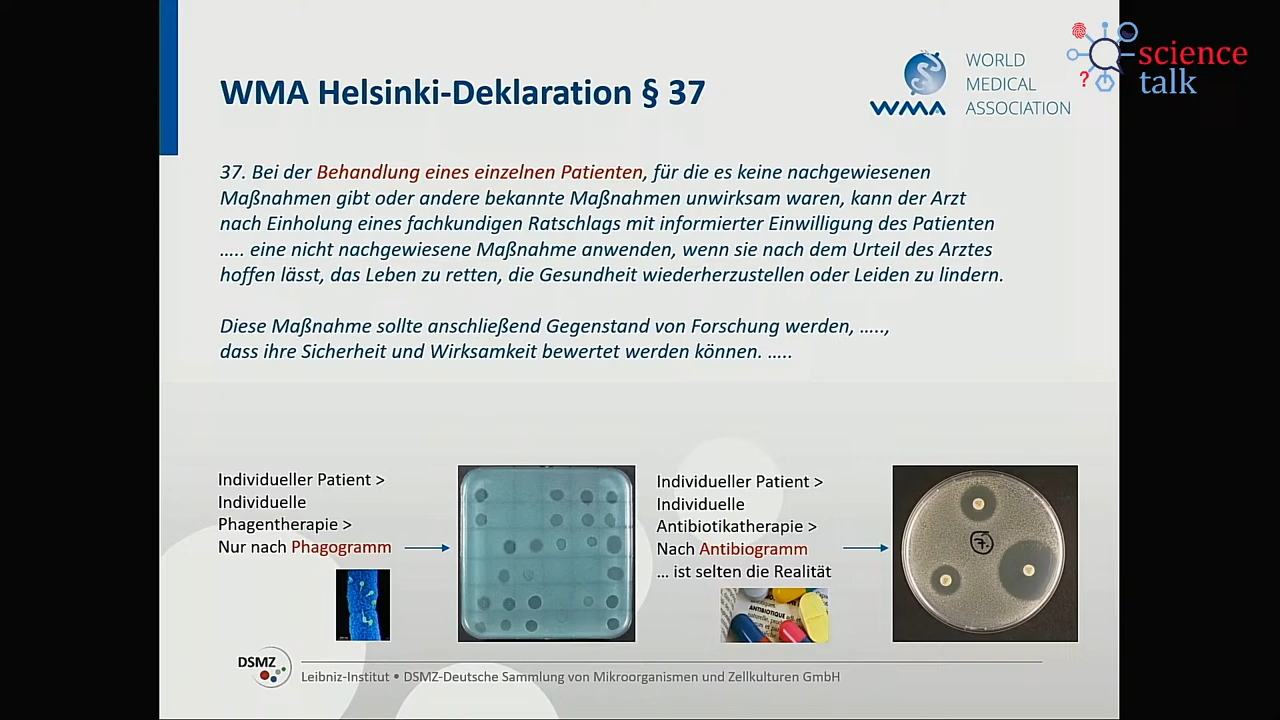 science
talk
?
WMA Helsinki-Deklaration § 37
WMA
WORLD
MEDICAL
ASSOCIATION
37. Bei der Behandlung eines einzelnen Patienten, für die es keine nachgewiesenen
Maßnahmen gibt oder andere bekannte Maßnahmen unwirksam waren, kann der Arzt
nach Einholung eines fachkundigen Ratschlags mit informierter Einwilligung des Patienten
..... eine nicht nachgewiesene Maßnahme anwenden, wenn sie nach dem Urteil des Arztes
hoffen lässt, das Leben zu retten, die Gesundheit wiederherzustellen oder Leiden zu lindern.
Diese Maßnahme sollte anschließend Gegenstand von Forschung werden, .....,
dass ihre Sicherheit und Wirksamkeit bewertet werden können. .....
Individueller Patient >
Individuelle
Phagentherapie >
Nur nach Phagogramm
Individueller Patient >
Individuelle
Antibiotikatherapie >
Nach Antibiogramm
... ist selten die Realität
ANTIBIOTIQUE
DSMZ
Leibniz-Institut • DSMZ-Deutsche Sammlung von Mikroorganismen und Zellkulturen GmbH